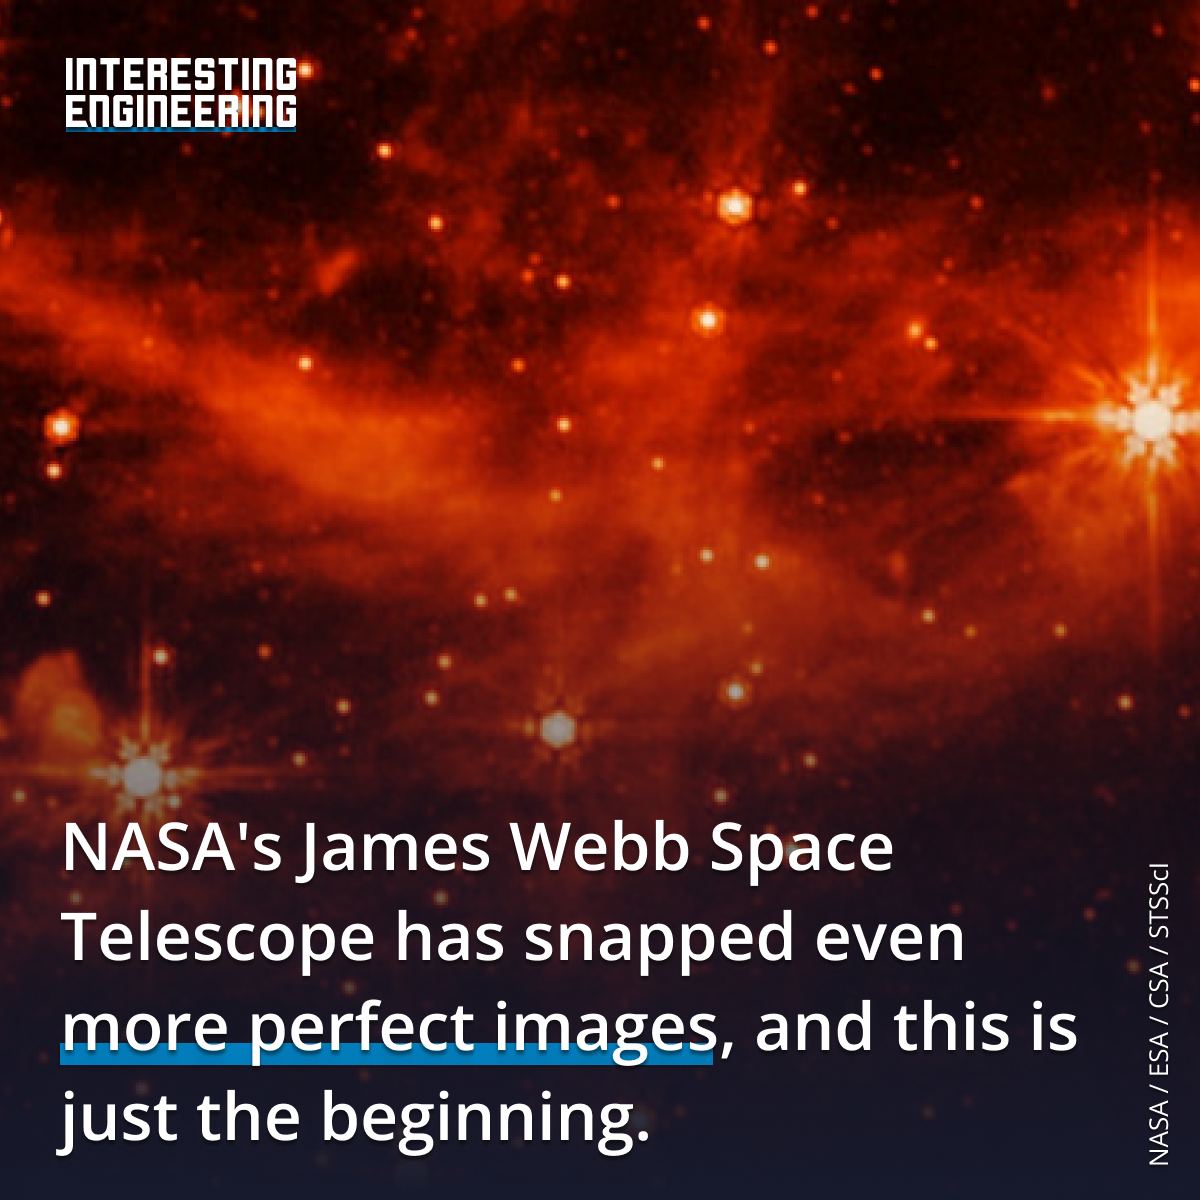 INTERESTING
ENGINEERING
NASA's James Webb Space
Telescope has snapped even
more perfect images, and this is
just the beginning.
NASA / ESA / CSA / STSScl